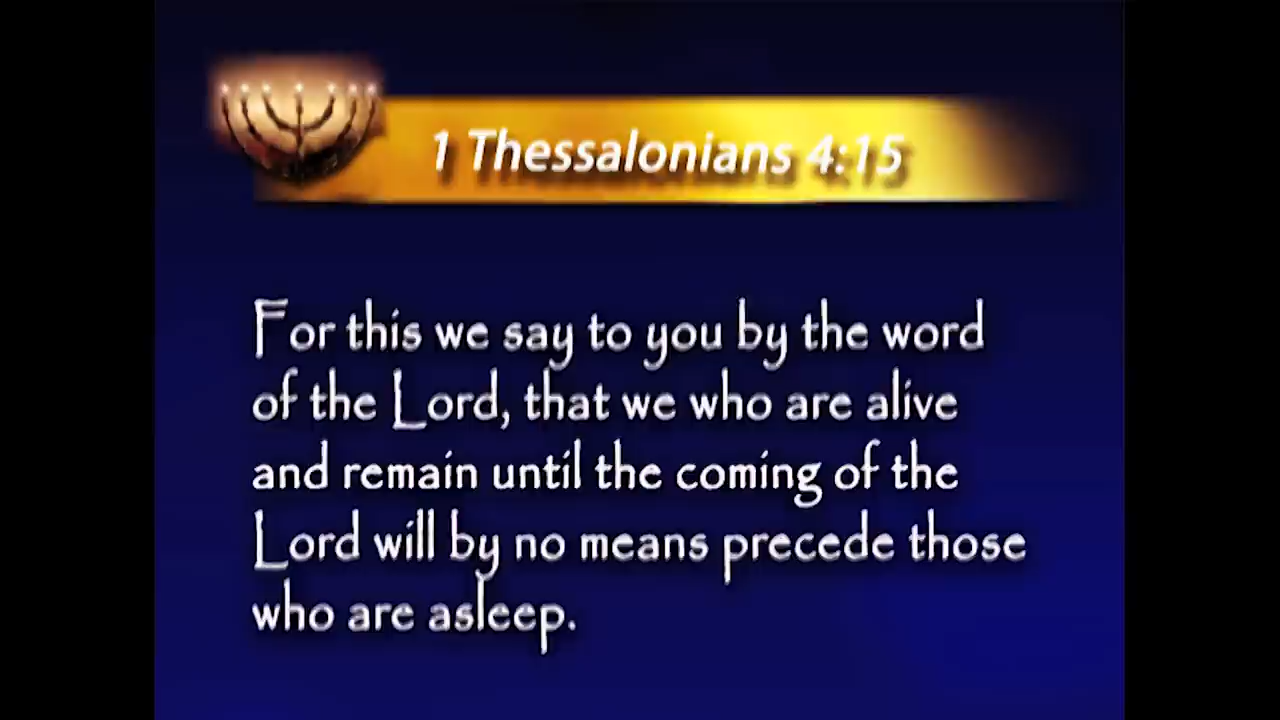 1 Thessalonians 4:15
For this we say to you by the word
of the Lord, that we who are alive
and remain until the coming of the
Lord will by no means precede those
who are asleep.